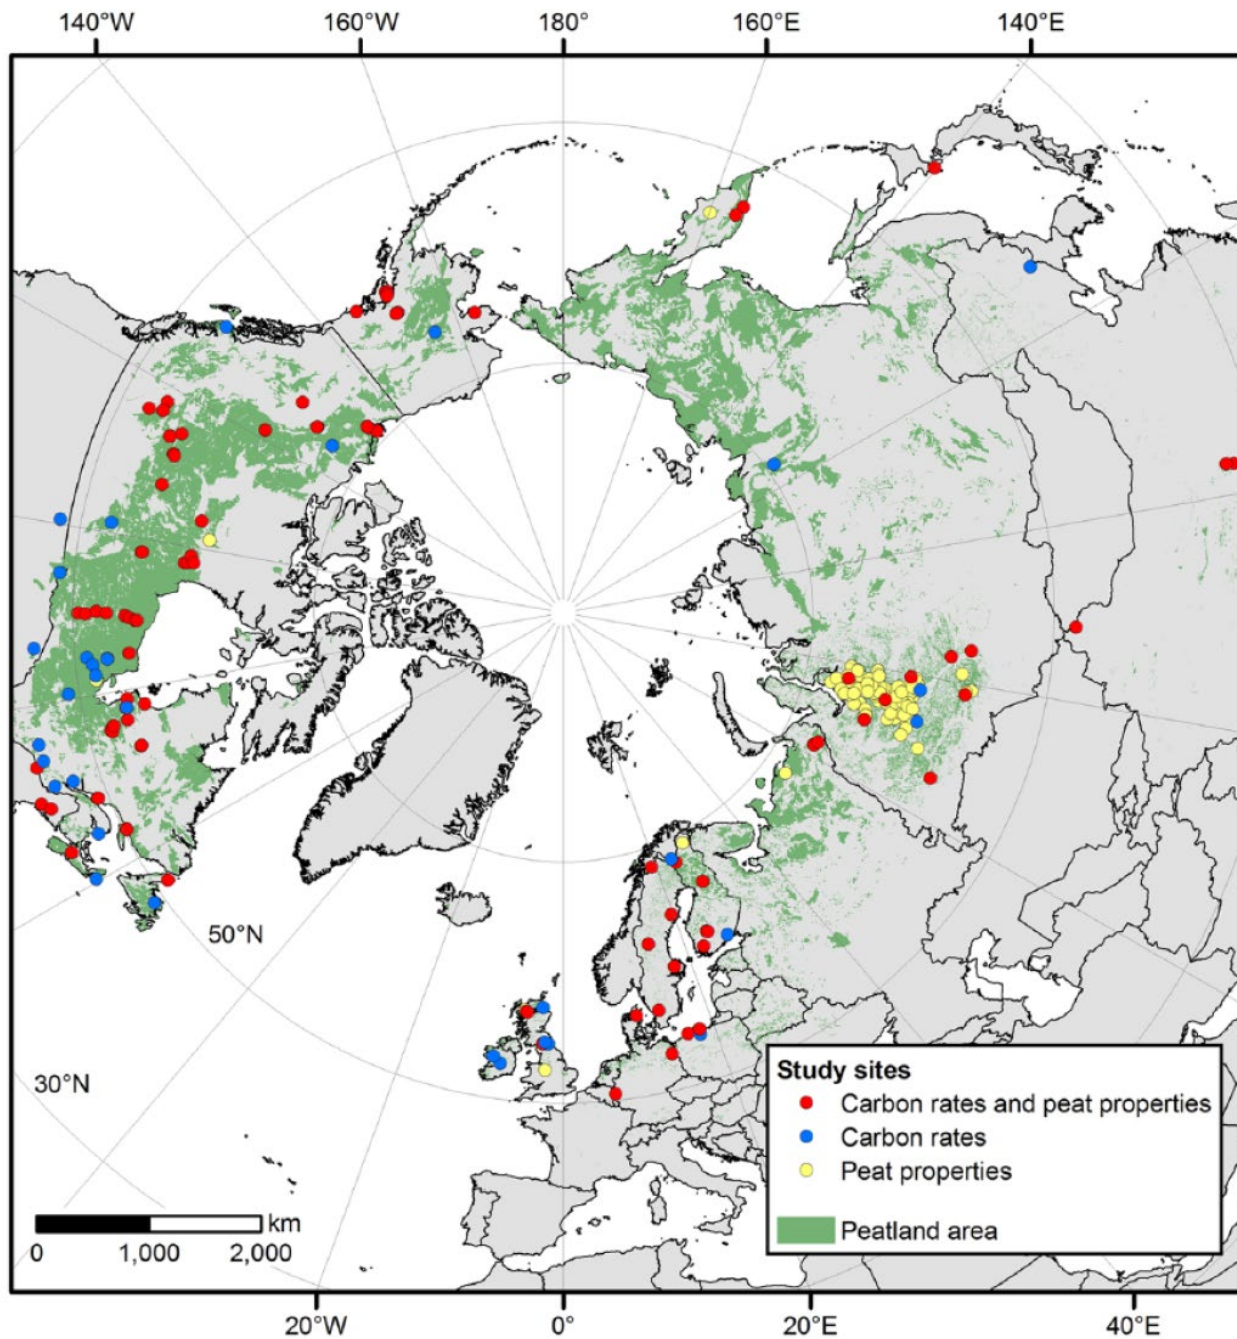 140°W 160°W 180° 160°E 140°E
50°N
30°N
Study sites
Carbon rates and peat properties
Carbon rates
Peat properties
Peatland area
km
0 1,000 2,000
20°W 0° 20°E 40°E